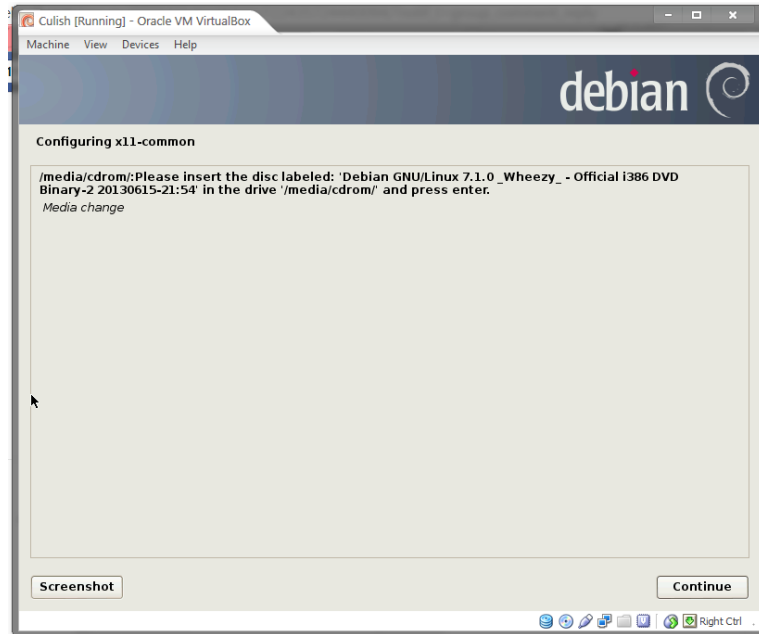 Culish [Running] - Oracle VM VirtualBox
Machine View Devices Help
debian
Configuring x11-common
/media/cdrom/:Please insert the disc labeled: 'Debian GNU/Linux 7.1.0 _Wheezy_ - Official i386 DVD
Binary-2 20130615-21:54' in the drive '/media/cdrom/' and press enter.
Media change
Screenshot Continue
Right Ctrl